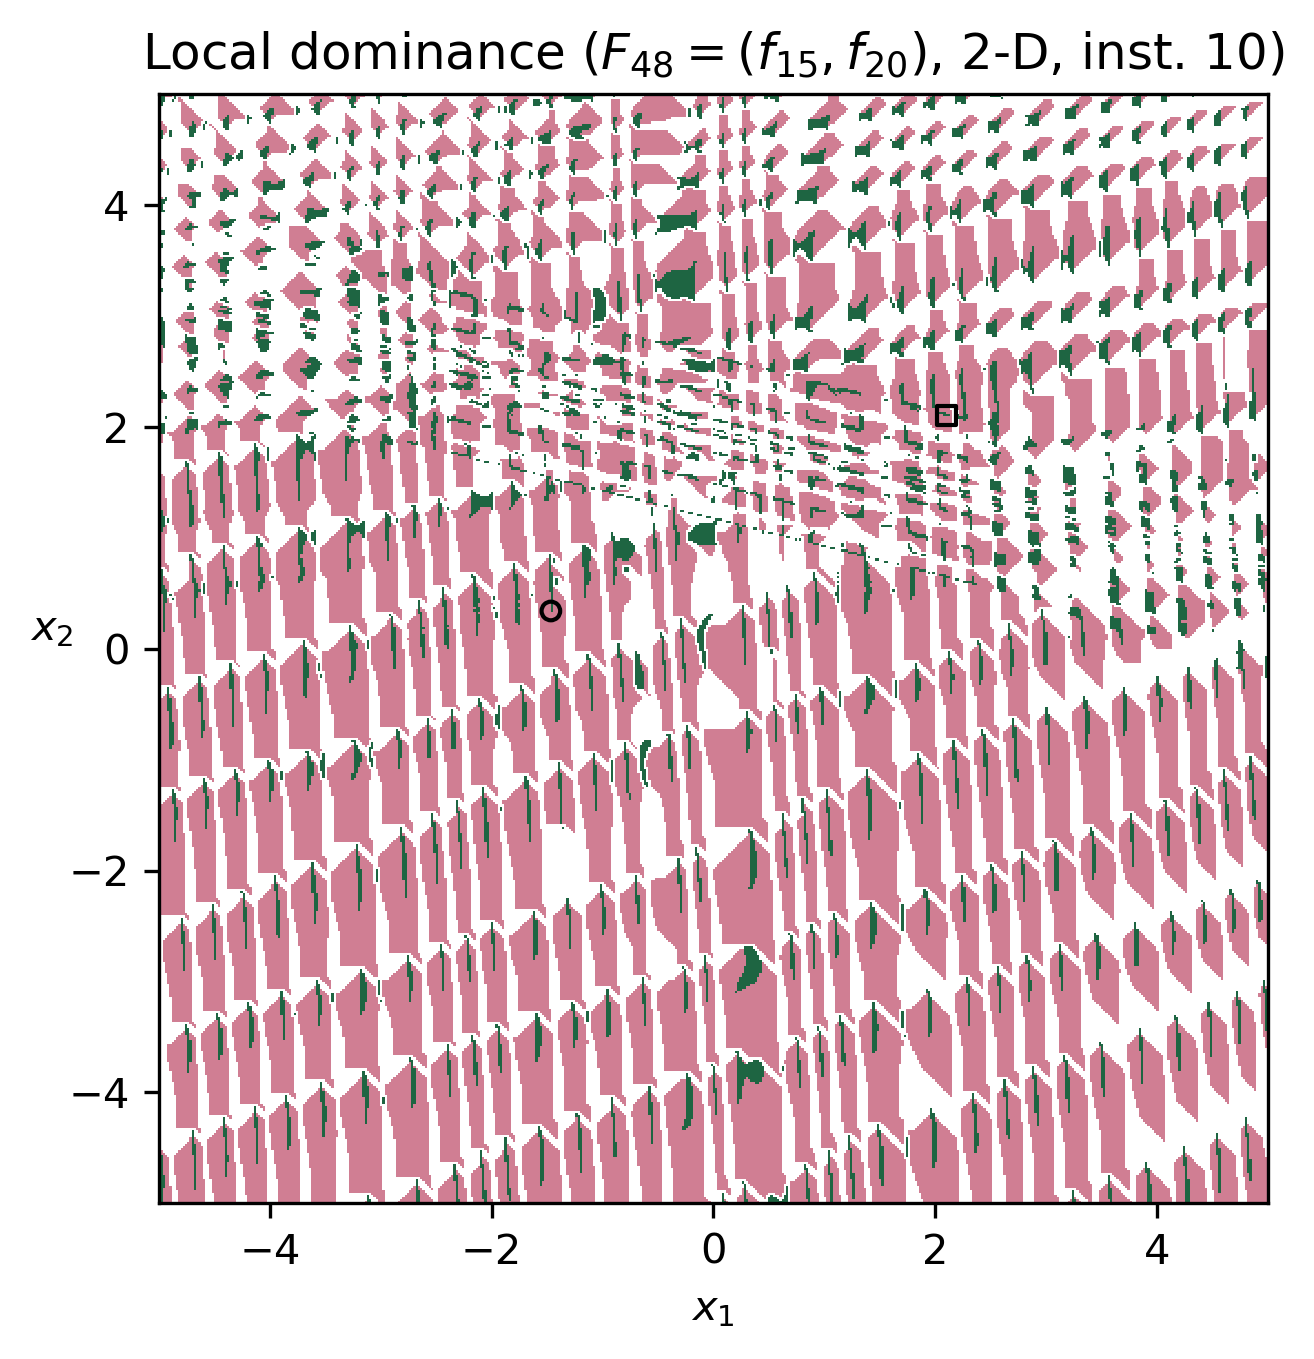 Local dominance (F₄₈ = (f₁₅, f₂₀), 2-D, inst. 10)
4
2
0
−2
−4
x₂
−4 −2 0 2 4
x₁